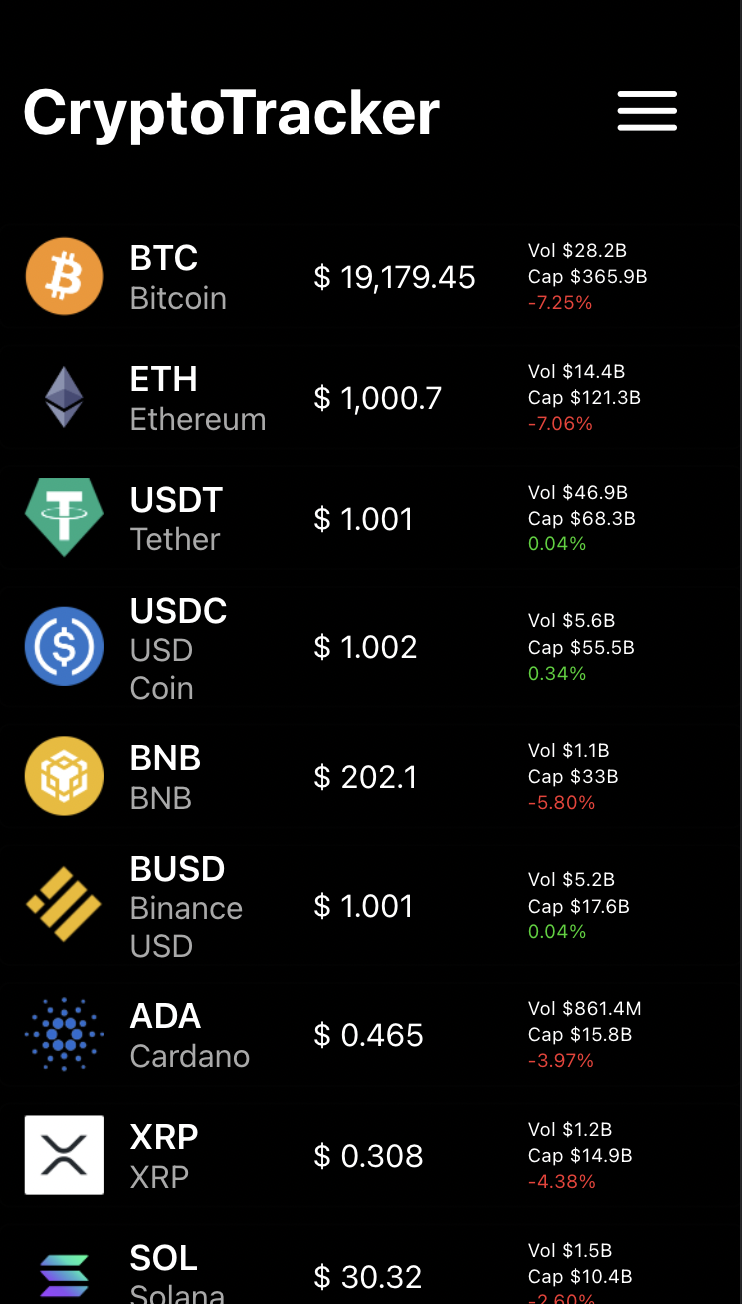 CryptoTracker
BTC
Bitcoin
$ 19,179.45
Vol $28.2B
Cap $365.9B
-7.25%
ETH
Ethereum
$ 1,000.7
Vol $14.4B
Cap $121.3B
-7.06%
USDT
Tether
$ 1.001
Vol $46.9B
Cap $68.3B
0.04%
USDC
USD
Coin
$ 1.002
Vol $5.6B
Cap $55.5B
0.34%
BNB
BNB
$ 202.1
Vol $1.1B
Cap $33B
-5.80%
BUSD
Binance
USD
$ 1.001
Vol $5.2B
Cap $17.6B
0.04%
ADA
Cardano
$ 0.465
Vol $861.4M
Cap $15.8B
-3.97%
XRP
XRP
$ 0.308
Vol $1.2B
Cap $14.9B
-4.38%
SOL
Solana
$ 30.32
Vol $1.5B
Cap $10.4B
-2.60%